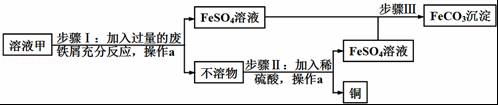 溶液甲
步骤Ⅰ：加入过量的废
铁屑充分反应，操作a
FeSO₄溶液
步骤Ⅲ
FeCO₃沉淀
不溶物
步骤Ⅱ：加入稀
硫酸，操作a
FeSO₄溶液
铜